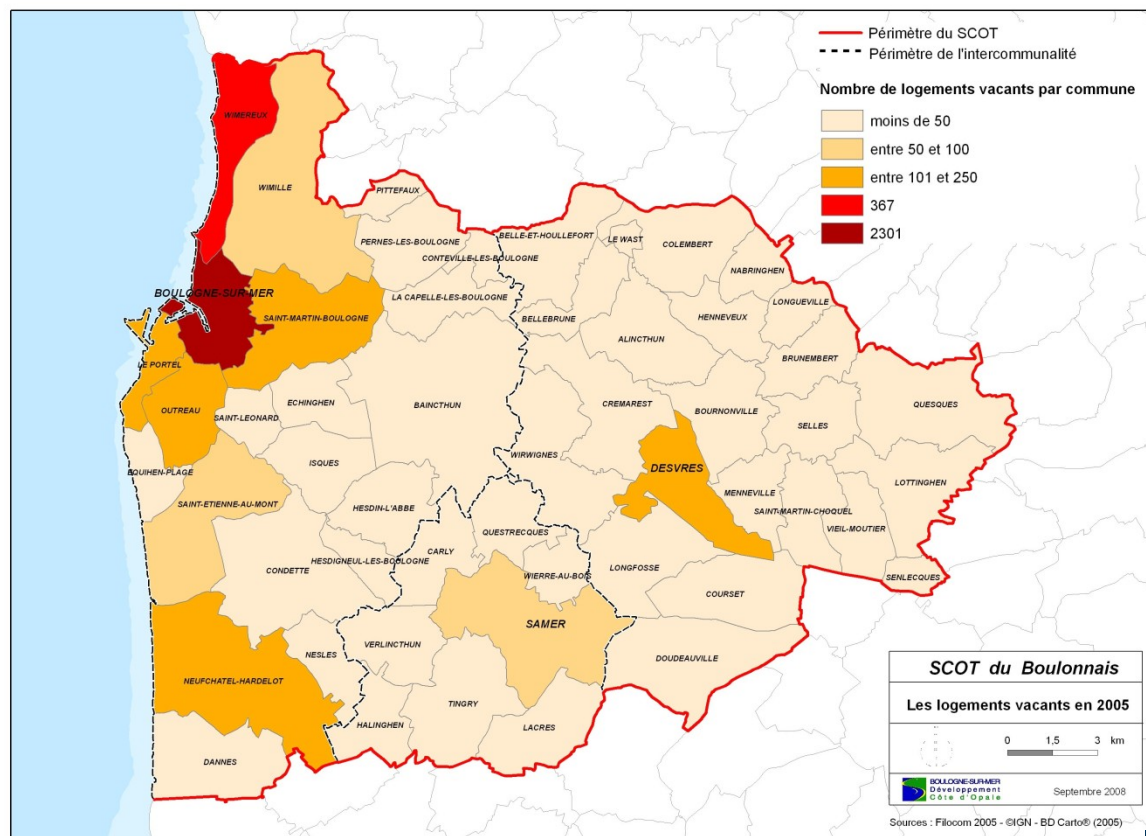 Périmètre du SCOT
Périmètre de l'intercommunalité
Nombre de logements vacants par commune
moins de 50
entre 50 et 100
entre 101 et 250
367
2301
WIMEREUX
WIMILLE
PITTEFAUX
PERNES-LES-BOULOGNE
BELLE-ET-HOULLEFORT
LE WAST
COLEMBERT
CONTEVILLE-LES-BOULOGNE
NABRINGHEN
BOULOGNE-SUR-MER
LA CAPELLE-LES-BOULOGNE
LONGUEVILLE
SAINT-MARTIN-BOULOGNE
BELLEBRUNE
HENNEVEUX
ALINCTHUN
LE PORTEL
BRUNEMBERT
OUTREAU
SAINT-LEONARD
ECHINGHEN
BAINCTHUN
CREMAREST
BOURNONVILLE
QUESQUES
SELLES
ISQUES
WIRWIGNES
LOTTINGHEN
EQUIHEN-PLAGE
DESVRES
MENNEVILLE
SAINT-ETIENNE-AU-MONT
HESDIN-L'ABBE
SAINT-MARTIN-CHOQUEL
QUESTRECQUES
VIEIL-MOUTIER
CARLY
CONDETTE
HESDIGNEUL-LES-BOULOGNE
LONGFOSSE
WIERRE-AU-BOIS
SENLECQUES
COURSET
SAMER
VERLINCTHUN
NESLES
DOUDEAUVILLE
NEUFCHATEL-HARDELOT
TINGRY
HALINGHEN
LACRES
DANNES
SCOT du Boulonnais
Les logements vacants en 2005
0 1,5 3 km
BOULOGNE-SUR-MER
Développement
Côte d'Opale
Septembre 2008
Sources : Filocom 2005 - ©IGN - BD Carto® (2005)